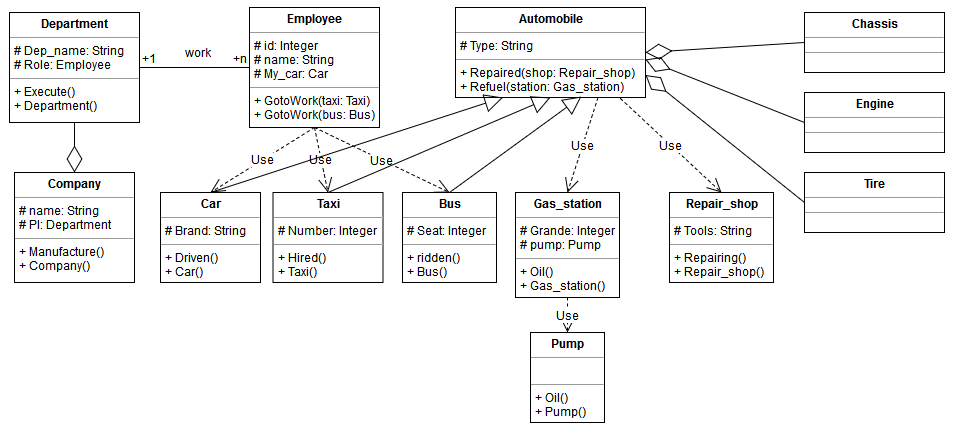 Department
# Dep_name: String
# Role: Employee
+ Execute()
+ Department()
+1
work
+n
Employee
# id: Integer
# name: String
# My_car: Car
+ GotoWork(taxi: Taxi)
+ GotoWork(bus: Bus)
Automobile
# Type: String
+ Repaired(shop: Repair_shop)
+ Refuel(station: Gas_station)
Chassis
Engine
Tire
Use
Use
Use
Use
Use
Company
# name: String
# PI: Department
+ Manufacture()
+ Company()
Car
# Brand: String
+ Driven()
+ Car()
Taxi
# Number: Integer
+ Hired()
+ Taxi()
Bus
# Seat: Integer
+ ridden()
+ Bus()
Gas_station
# Grande: Integer
# pump: Pump
+ Oil()
+ Gas_station()
Repair_shop
# Tools: String
+ Repairing()
+ Repair_shop()
Use
Pump
+ Oil()
+ Pump()